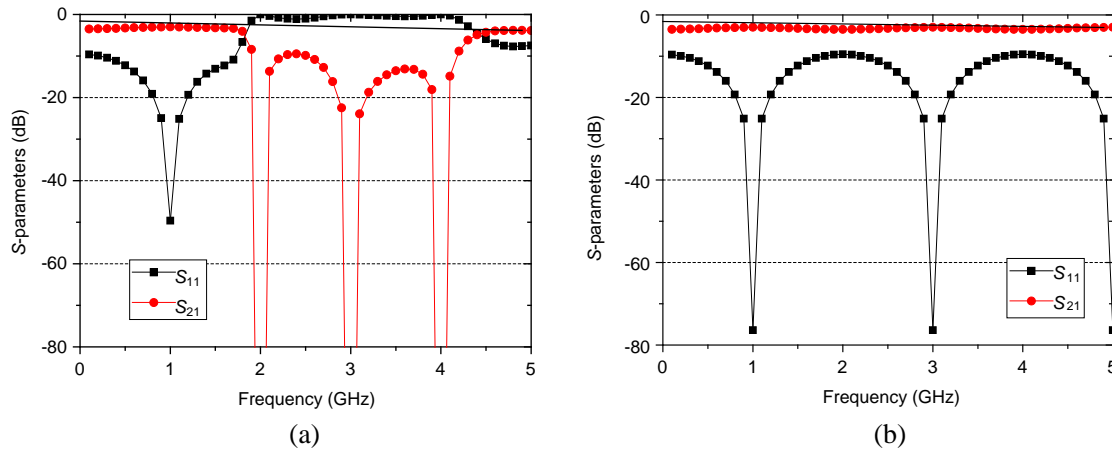 0
-20
-40
-60
-80
S-parameters (dB)
S11
S21
0 1 2 3 4 5
Frequency (GHz)
(a)
0
-20
-40
-60
-80
S-parameters (dB)
S11
S21
0 1 2 3 4 5
Frequency (GHz)
(b)